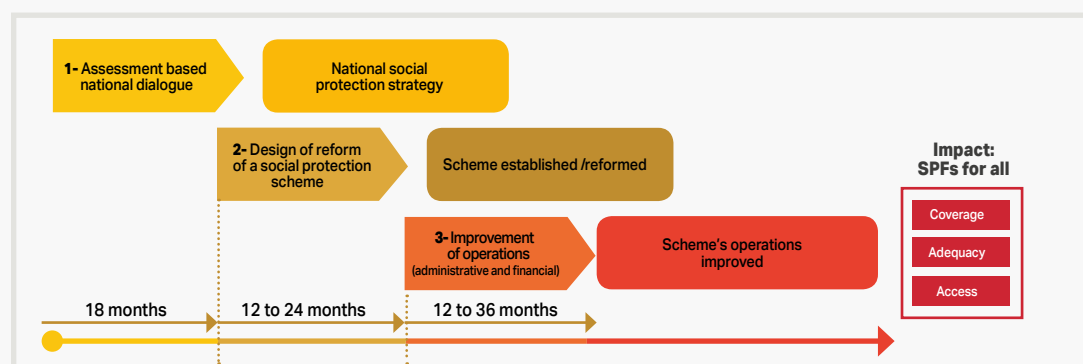 1- Assessment based
national dialogue
National social
protection strategy
2- Design of reform
of a social protection
scheme
Scheme established /reformed
3- Improvement
of operations
(administrative and financial)
Scheme's operations
improved
Impact:
SPFs for all
Coverage
Adequacy
Access
18 months
12 to 24 months
12 to 36 months